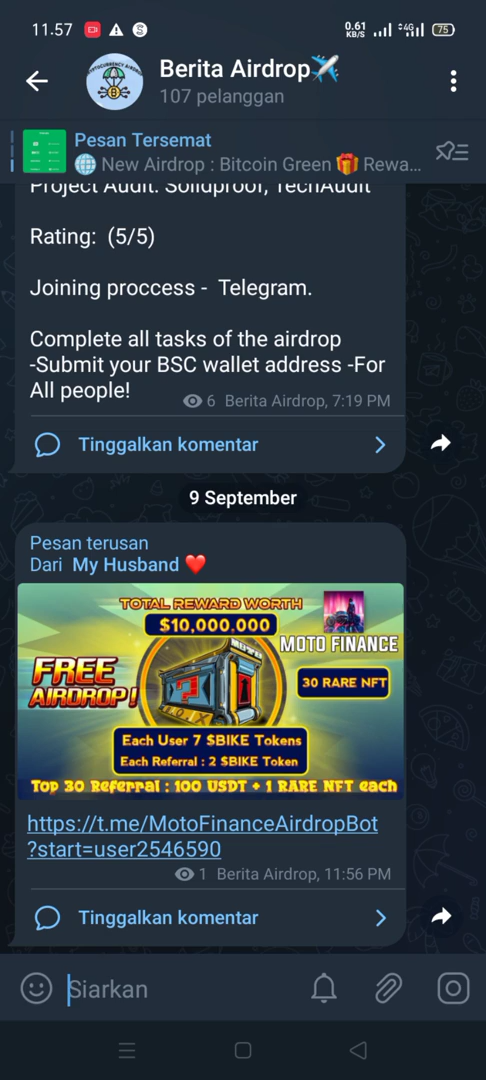 11.57
0.61
KB/S
4G
75
Berita Airdrop✈️
107 pelanggan
Pesan Tersemat
🌐 New Airdrop : Bitcoin Green 🎁 Rewa...
Project Audit: Solidproof, TechAudit
Rating:  (5/5)
Joining proccess -  Telegram.
Complete all tasks of the airdrop
-Submit your BSC wallet address -For
All people!
6 Berita Airdrop, 7:19 PM
Tinggalkan komentar
9 September
Pesan terusan
Dari My Husband ❤️
TOTAL REWARD WORTH
$10,000.000
MOTO FINANCE
FREE
AIRDROP!
30 RARE NFT
Each User 7 $BIKE Tokens
Each Referral : 2 $BIKE Token
Top 30 Referral : 100 USDT + 1 RARE NFT each
https://t.me/MotoFinanceAirdropBot
?start=user2546590
1 Berita Airdrop, 11:56 PM
Tinggalkan komentar
Siarkan